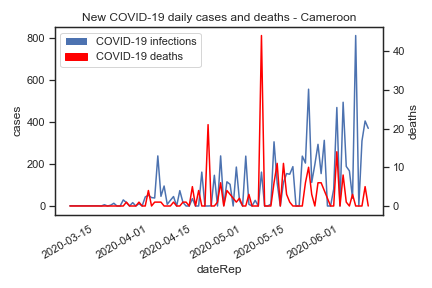 New COVID-19 daily cases and deaths - Cameroon
COVID-19 infections
COVID-19 deaths
800
600
400
200
0
cases
40
30
20
10
0
deaths
2020-03-15
2020-04-01
2020-04-15
2020-05-01
2020-05-15
2020-06-01
dateRep